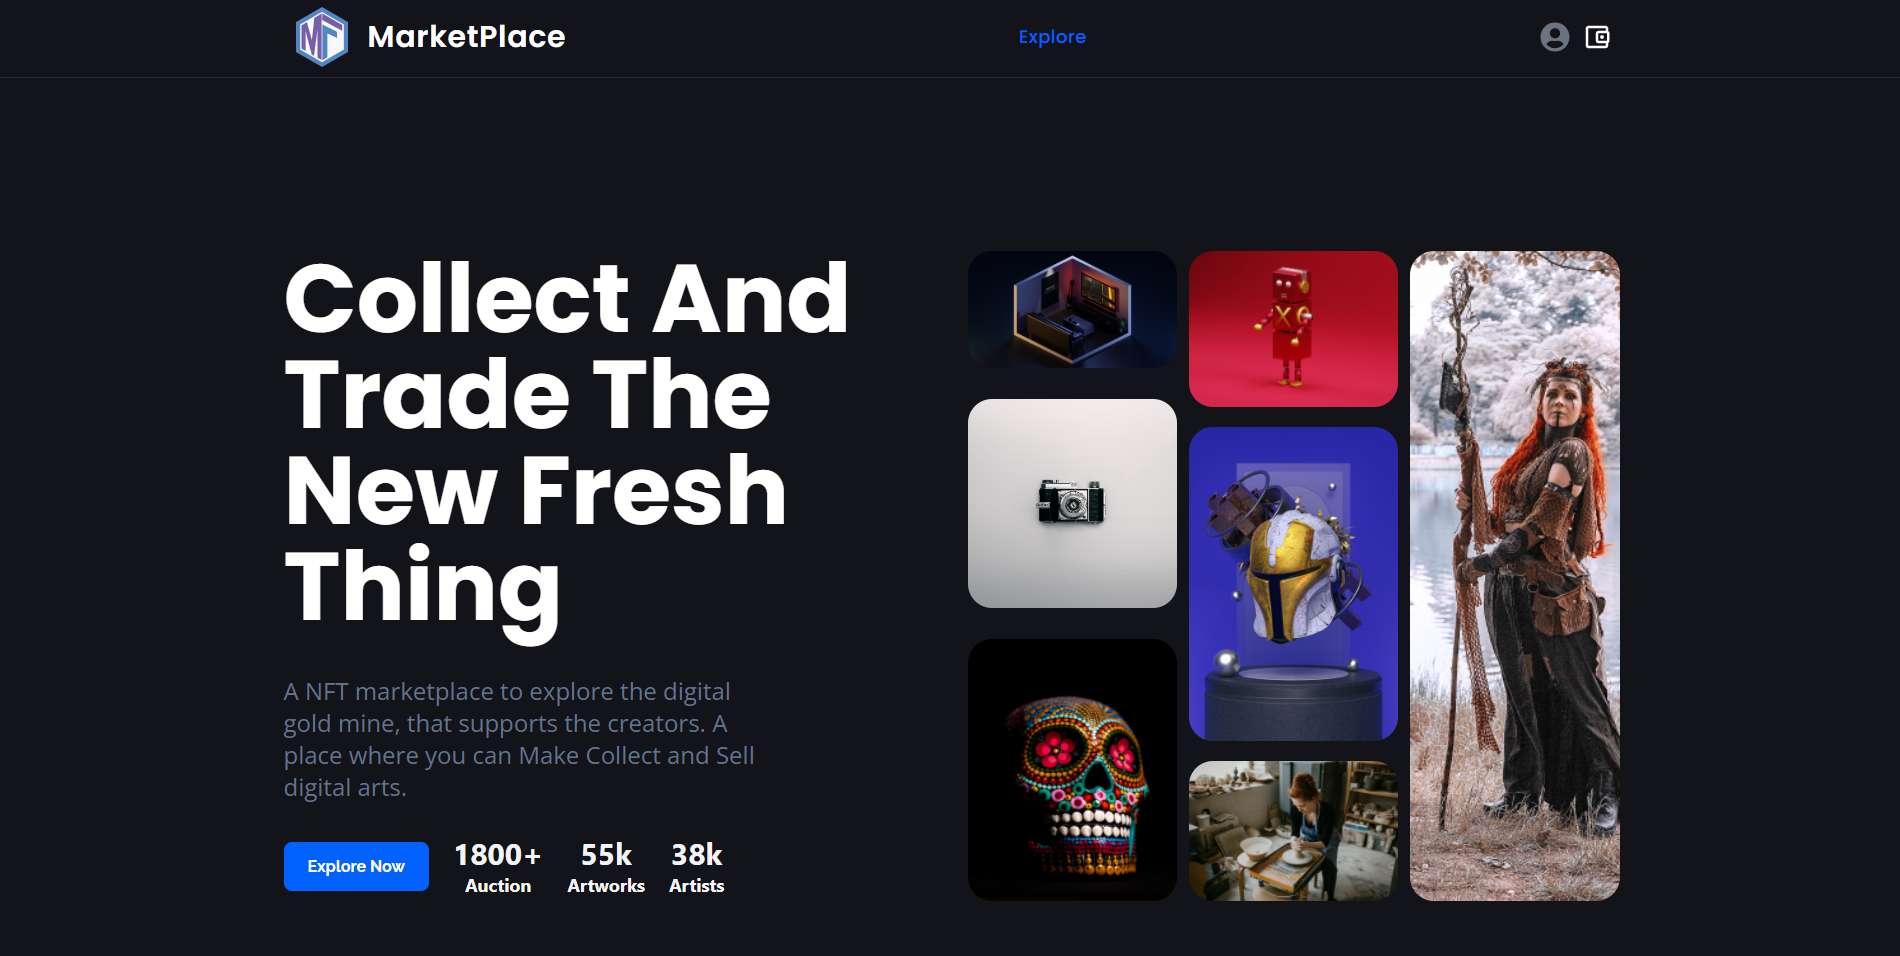 MF
MarketPlace
Explore
Collect And
Trade The
New Fresh
Thing
A NFT marketplace to explore the digital
gold mine, that supports the creators. A
place where you can Make Collect and Sell
digital arts.
Explore Now
1800+
Auction
55k
Artworks
38k
Artists